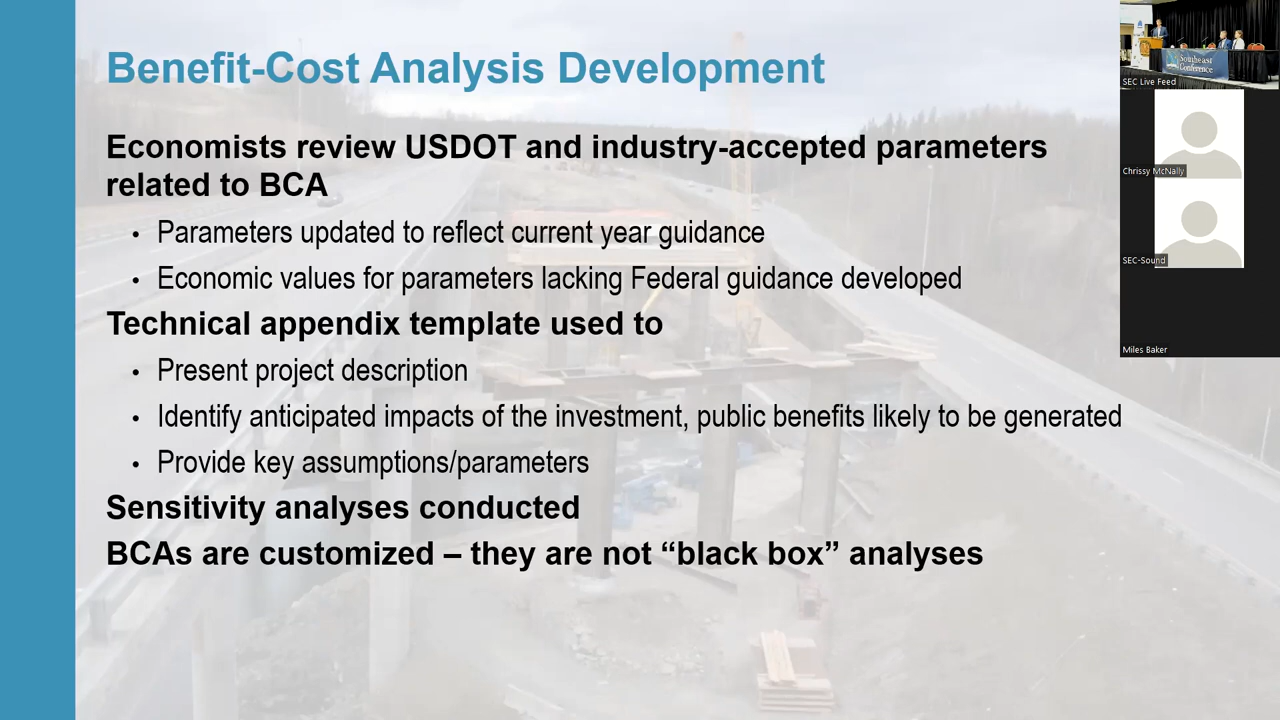 Benefit-Cost Analysis Development
Economists review USDOT and industry-accepted parameters
related to BCA
• Parameters updated to reflect current year guidance
• Economic values for parameters lacking Federal guidance developed
Technical appendix template used to
• Present project description
• Identify anticipated impacts of the investment, public benefits likely to be generated
• Provide key assumptions/parameters
Sensitivity analyses conducted
BCAs are customized – they are not “black box” analyses
Southeast
Conference
SEC Live Feed
Chrissy McNally
SEC-Sound
Miles Baker